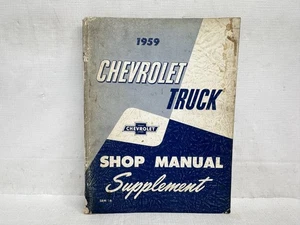 1959
CHEVROLET
TRUCK
CHEVROLET
SHOP MANUAL
Supplement